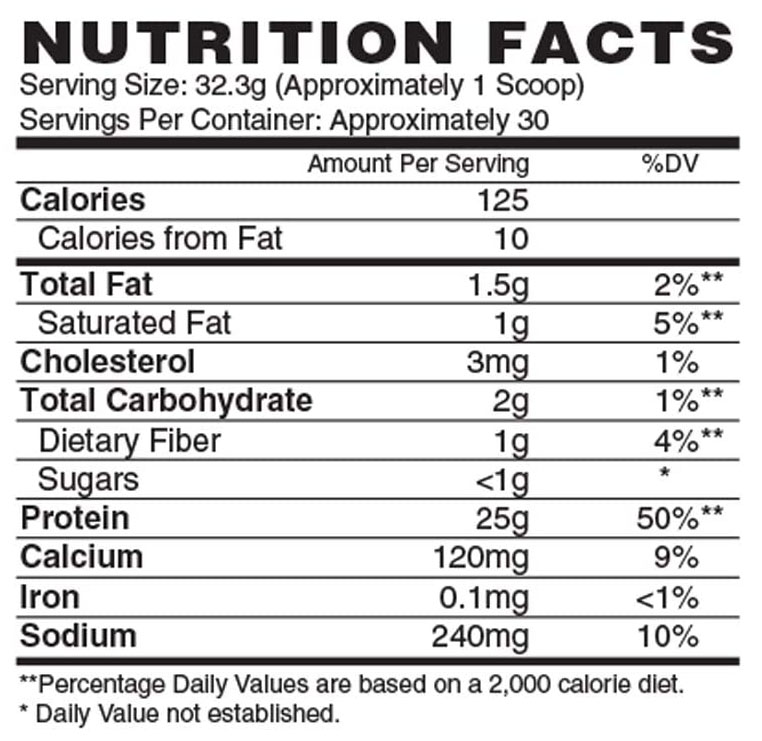 NUTRITION FACTS
Serving Size: 32.3g (Approximately 1 Scoop)
Servings Per Container: Approximately 30
Amount Per Serving %DV
Calories 125
Calories from Fat 10
Total Fat 1.5g 2%**
Saturated Fat 1g 5%**
Cholesterol 3mg 1%
Total Carbohydrate 2g 1%**
Dietary Fiber 1g 4%**
Sugars <1g *
Protein 25g 50%**
Calcium 120mg 9%
Iron 0.1mg <1%
Sodium 240mg 10%
**Percentage Daily Values are based on a 2,000 calorie diet.
* Daily Value not established.